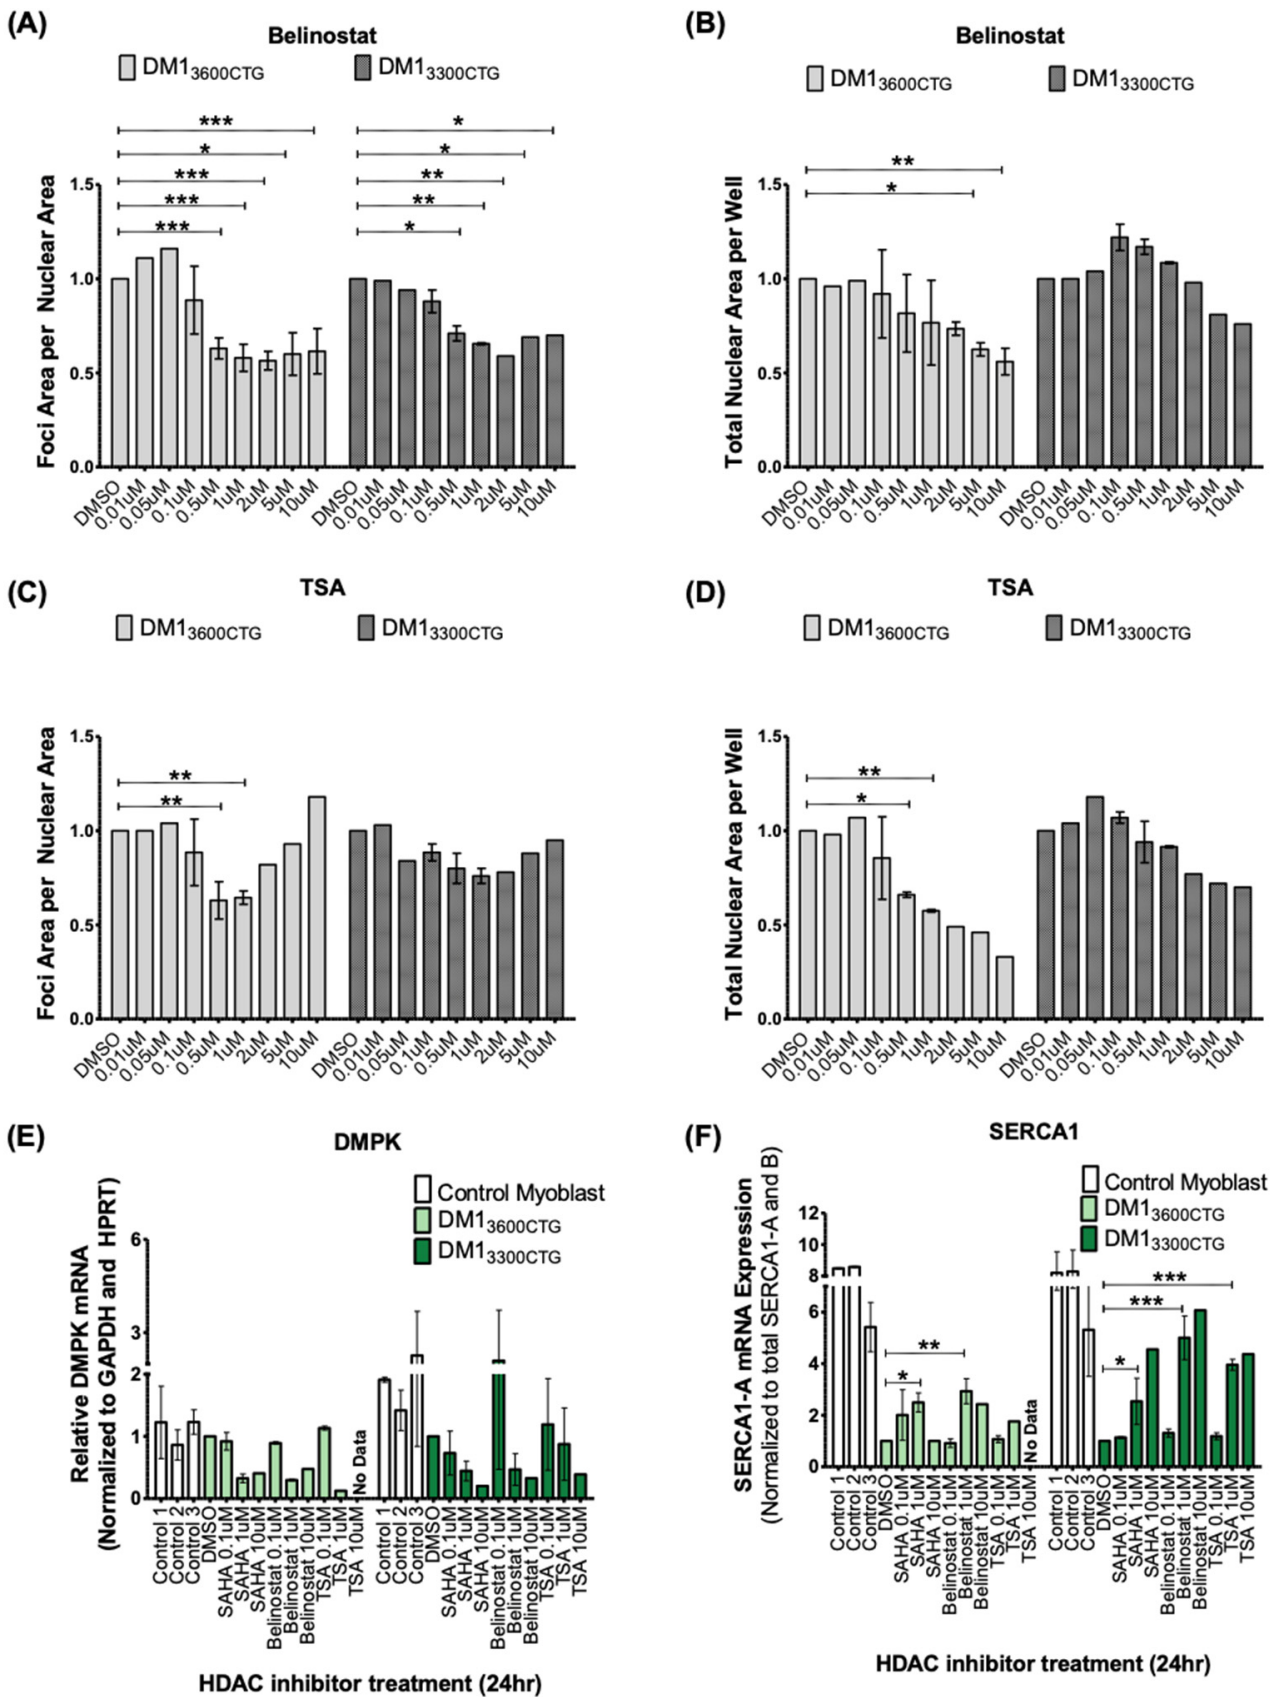 (A)
Belinostat
DM1₃₆₀₀CTG DM1₃₃₀₀CTG
*** *
* *
*** **
*** **
*** *
Foci Area per Nuclear Area
1.5
1.0
0.5
0.0
DMSO 0.01uM 0.05uM 0.1uM 0.5uM 1uM 2uM 5uM 10uM DMSO 0.01uM 0.05uM 0.1uM 0.5uM 1uM 2uM 5uM 10uM
(B)
Belinostat
DM1₃₆₀₀CTG DM1₃₃₀₀CTG
**
*
Total Nuclear Area per Well
1.5
1.0
0.5
0.0
DMSO 0.01uM 0.05uM 0.1uM 0.5uM 1uM 2uM 5uM 10uM DMSO 0.01uM 0.05uM 0.1uM 0.5uM 1uM 2uM 5uM 10uM
(C)
TSA
DM1₃₆₀₀CTG DM1₃₃₀₀CTG
**
**
Foci Area per Nuclear Area
1.5
1.0
0.5
0.0
DMSO 0.01uM 0.05uM 0.1uM 0.5uM 1uM 2uM 5uM 10uM DMSO 0.01uM 0.05uM 0.1uM 0.5uM 1uM 2uM 5uM 10uM
(D)
TSA
DM1₃₆₀₀CTG DM1₃₃₀₀CTG
**
*
Total Nuclear Area per Well
1.5
1.0
0.5
0.0
DMSO 0.01uM 0.05uM 0.1uM 0.5uM 1uM 2uM 5uM 10uM DMSO 0.01uM 0.05uM 0.1uM 0.5uM 1uM 2uM 5uM 10uM
(E)
DMPK
Control Myoblast
DM1₃₆₀₀CTG
DM1₃₃₀₀CTG
Relative DMPK mRNA
(Normalized to GAPDH and HPRT)
6
3
2
1
0
No Data
Control 1 Control 2 Control 3 DMSO SAHA 0.1uM SAHA 1uM SAHA 10uM Belinostat 0.1uM Belinostat 1uM Belinostat 10uM TSA 0.1uM TSA 1uM TSA 10uM Control 1 Control 2 Control 3 DMSO SAHA 0.1uM SAHA 1uM SAHA 10uM Belinostat 0.1uM Belinostat 1uM Belinostat 10uM TSA 0.1uM TSA 1uM TSA 10uM
HDAC inhibitor treatment (24hr)
(F)
SERCA1
Control Myoblast
DM1₃₆₀₀CTG
DM1₃₃₀₀CTG
SERCA1-A mRNA Expression
(Normalized to total SERCA1-A and B)
12
10
8
6
4
2
0
***
***
**
* *
No Data
Control 1 Control 2 Control 3 DMSO SAHA 0.1uM SAHA 1uM SAHA 10uM Belinostat 0.1uM Belinostat 1uM Belinostat 10uM TSA 0.1uM TSA 1uM TSA 10uM Control 1 Control 2 Control 3 DMSO SAHA 0.1uM SAHA 1uM SAHA 10uM Belinostat 0.1uM Belinostat 1uM Belinostat 10uM TSA 0.1uM TSA 1uM TSA 10uM
HDAC inhibitor treatment (24hr)